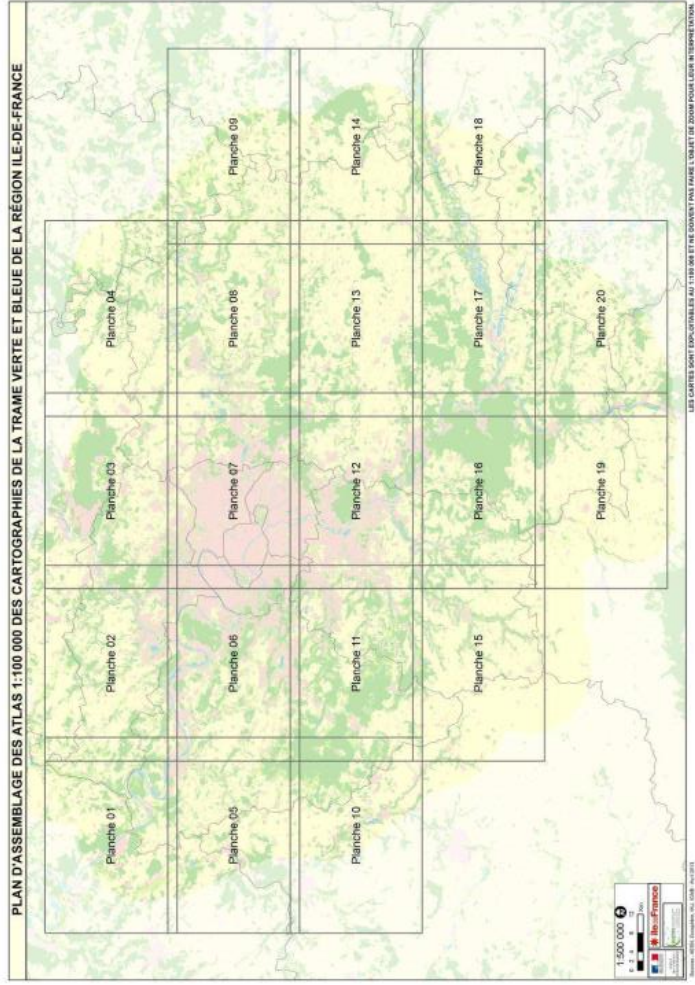 PLAN D'ASSEMBLAGE DES ATLAS 1:100 000 DES CARTOGRAPHIES DE LA TRAME VERTE ET BLEUE DE LA RÉGION ILE-DE-FRANCE
Planche 01
Planche 02
Planche 03
Planche 04
Planche 05
Planche 06
Planche 07
Planche 08
Planche 09
Planche 10
Planche 11
Planche 12
Planche 13
Planche 14
Planche 15
Planche 16
Planche 17
Planche 18
Planche 19
Planche 20
1:500 000
îledeFrance
LES CARTES SONT EXPLOITABLES AU 1:100 000 ET NE DOIVENT PAS FAIRE L'OBJET DE ZOOM POUR LEUR INTERPRÉTATION.